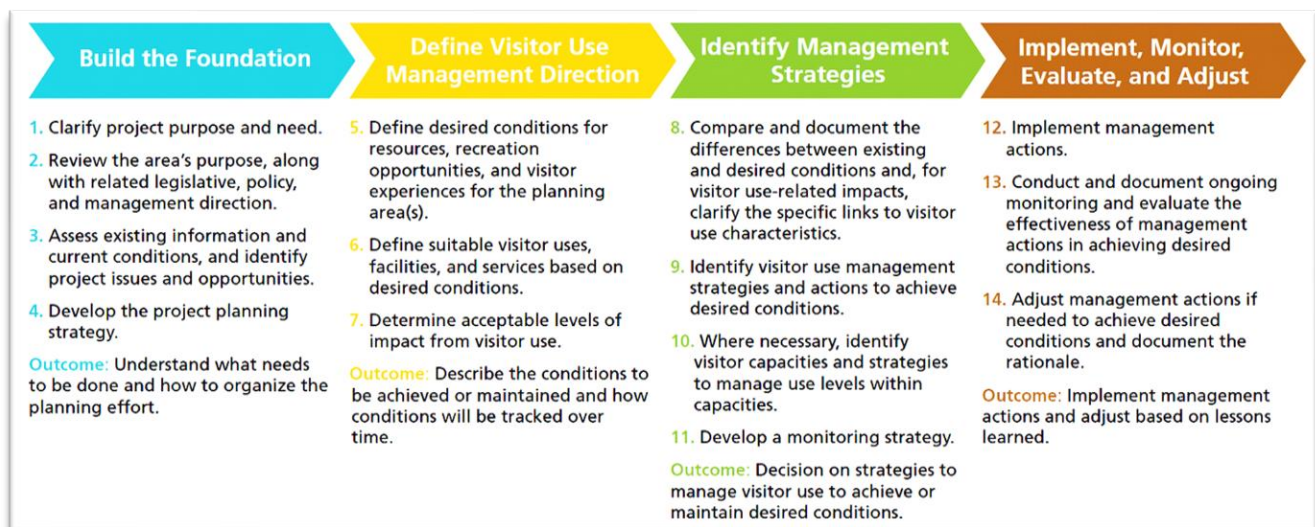 Build the Foundation
1. Clarify project purpose and need.
2. Review the area's purpose, along
with related legislative, policy,
and management direction.
3. Assess existing information and
current conditions, and identify
project issues and opportunities.
4. Develop the project planning
strategy.
Outcome: Understand what needs
to be done and how to organize the
planning effort.
Define Visitor Use
Management Direction
5. Define desired conditions for
resources, recreation
opportunities, and visitor
experiences for the planning
area(s).
6. Define suitable visitor uses,
facilities, and services based on
desired conditions.
7. Determine acceptable levels of
impact from visitor use.
Outcome: Describe the conditions to
be achieved or maintained and how
conditions will be tracked over
time.
Identify Management
Strategies
8. Compare and document the
differences between existing
and desired conditions and, for
visitor use-related impacts,
clarify the specific links to visitor
use characteristics.
9. Identify visitor use management
strategies and actions to achieve
desired conditions.
10. Where necessary, identify
visitor capacities and strategies
to manage use levels within
capacities.
11. Develop a monitoring strategy.
Outcome: Decision on strategies to
manage visitor use to achieve or
maintain desired conditions.
Implement, Monitor,
Evaluate, and Adjust
12. Implement management
actions.
13. Conduct and document ongoing
monitoring and evaluate the
effectiveness of management
actions in achieving desired
conditions.
14. Adjust management actions if
needed to achieve desired
conditions and document the
rationale.
Outcome: Implement management
actions and adjust based on lessons
learned.